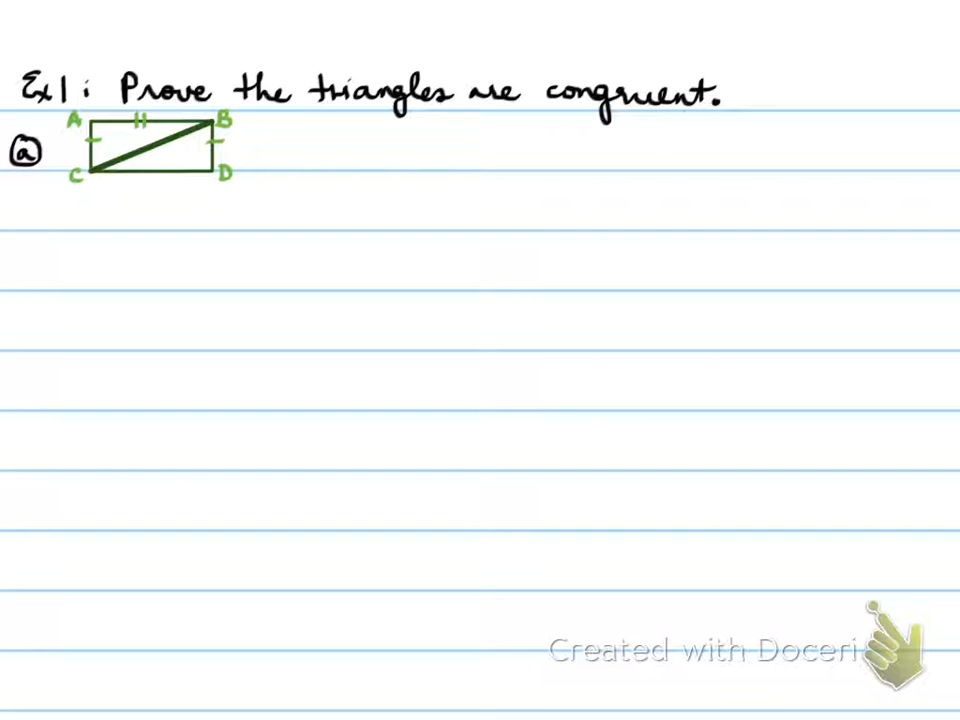 Ex1: Prove the triangles are congruent.
A B
a
C D
Created with Doceri